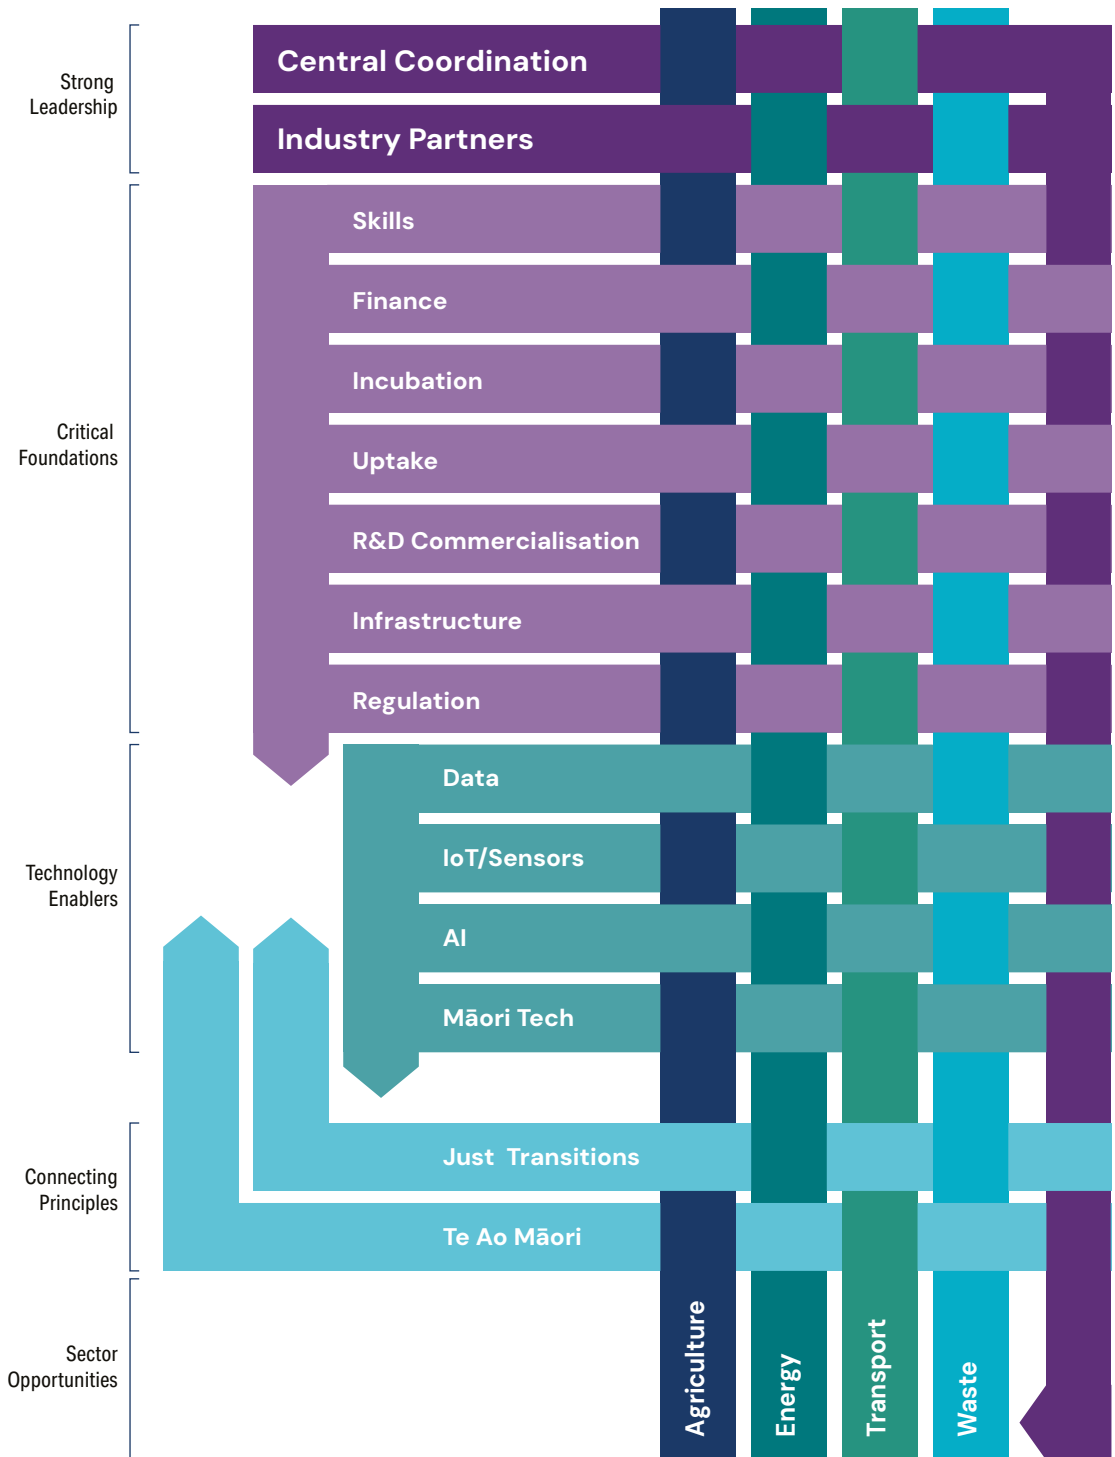 Strong
Leadership
Central Coordination
Industry Partners
Critical
Foundations
Skills
Finance
Incubation
Uptake
R&D Commercialisation
Infrastructure
Regulation
Technology
Enablers
Data
IoT/Sensors
AI
Māori Tech
Connecting
Principles
Just Transitions
Te Ao Māori
Sector
Opportunities
Agriculture
Energy
Transport
Waste